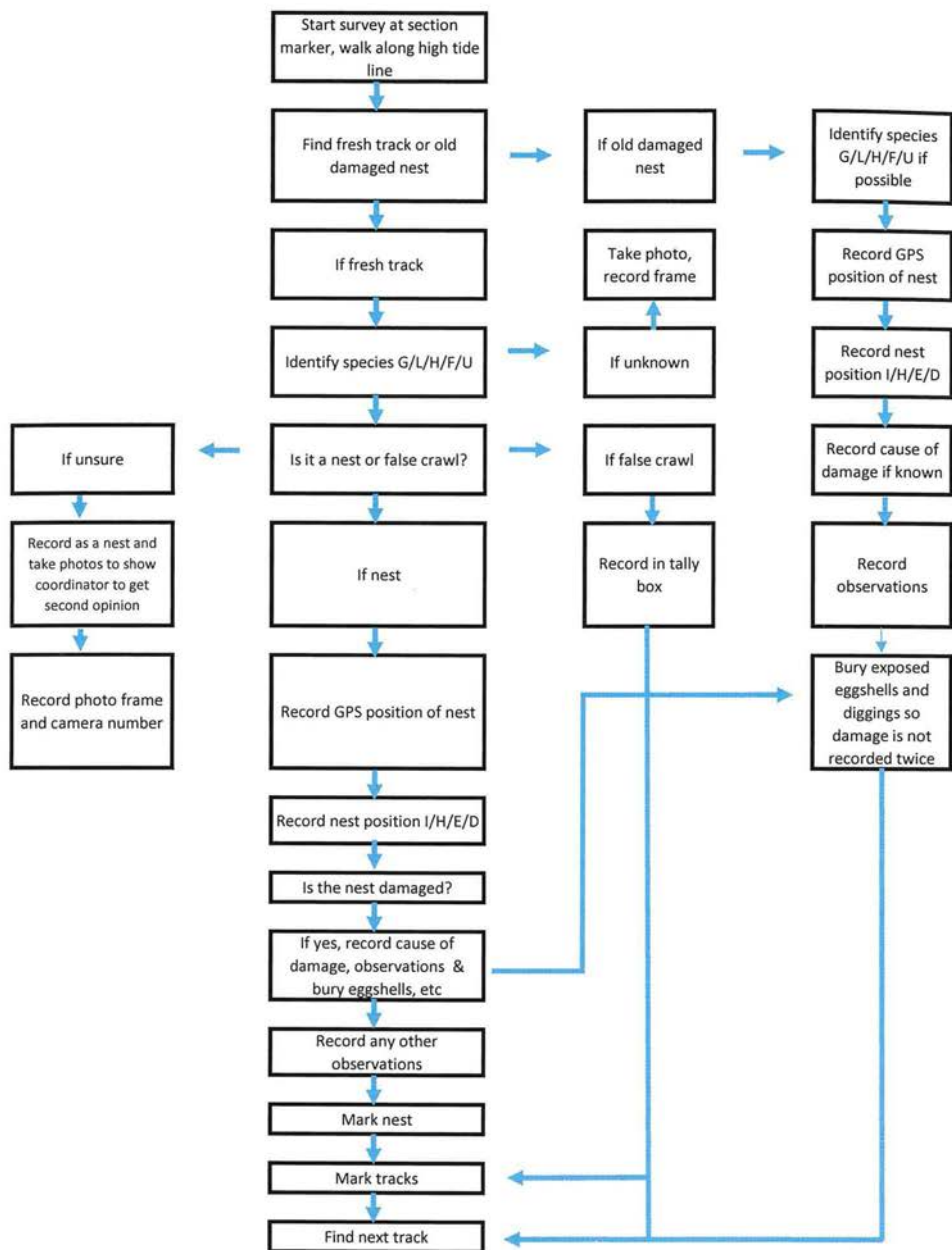 Start survey at section
marker, walk along high tide
line
Find fresh track or old
damaged nest
If old damaged
nest
Identify species
G/L/H/F/U if
possible
If fresh track
Take photo,
record frame
Record GPS
position of nest
Identify species G/L/H/F/U
If unknown
Record nest
position I/H/E/D
If unsure
Is it a nest or false crawl?
If false crawl
Record cause of
damage if known
Record as a nest and
take photos to show
coordinator to get
second opinion
If nest
Record in tally
box
Record
observations
Record photo frame
and camera number
Record GPS position of nest
Bury exposed
eggshells and
diggings so
damage is not
recorded twice
Record nest position I/H/E/D
Is the nest damaged?
If yes, record cause of
damage, observations &
bury eggshells, etc
Record any other
observations
Mark nest
Mark tracks
Find next track